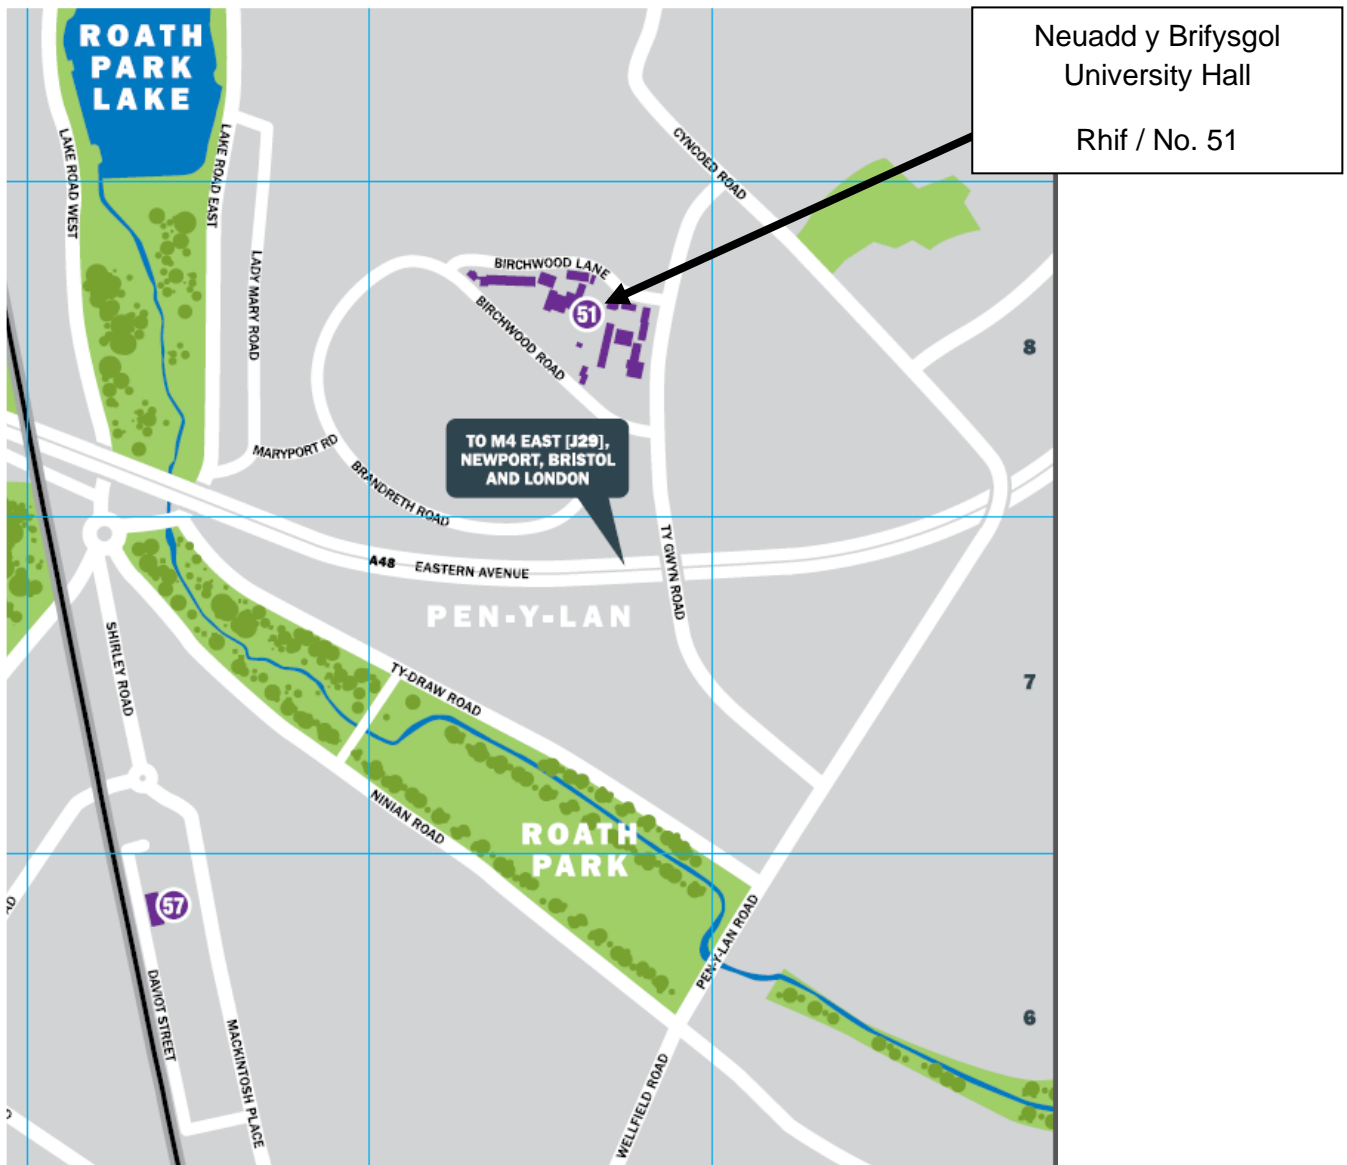 Neuadd y Brifysgol
University Hall
Rhif / No. 51
ROATH
PARK
LAKE
LAKE ROAD WEST
LAKE ROAD EAST
LADY MARY ROAD
CYNCOED ROAD
BIRCHWOOD LANE
BIRCHWOOD ROAD
51
8
MARYPORT RD
BRANDRETH ROAD
TO M4 EAST [J29],
NEWPORT, BRISTOL
AND LONDON
A48 EASTERN AVENUE
TY GWYN ROAD
PEN-Y-LAN
SHIRLEY ROAD
TY-DRAW ROAD
7
NINIAN ROAD
ROATH
PARK
57
PEN-Y-LAN ROAD
DAVIOT STREET
MACKINTOSH PLACE
WELLFIELD ROAD
6